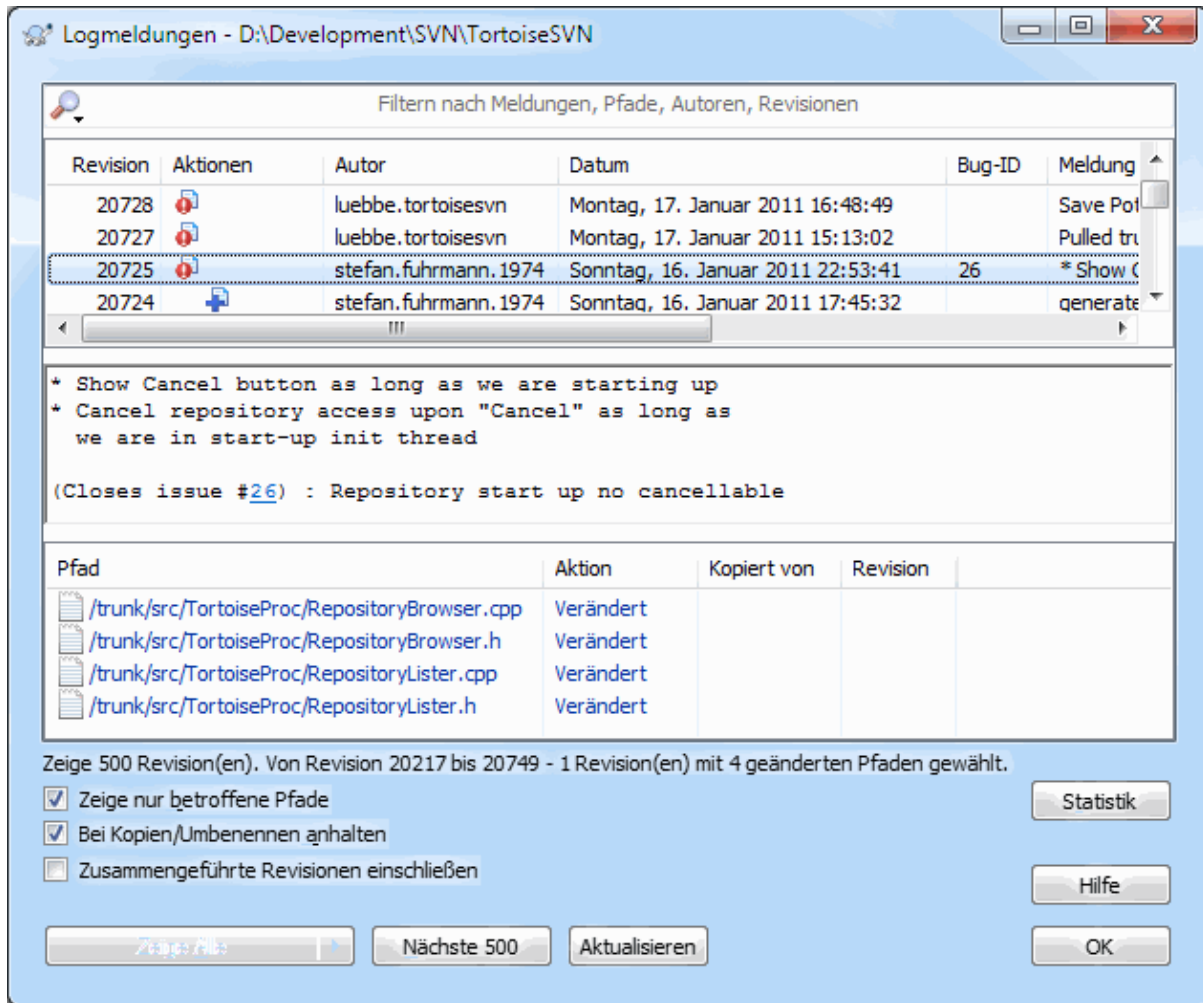 Logmeldungen - D:\Development\SVN\TortoiseSVN
Filtern nach Meldungen, Pfade, Autoren, Revisionen
Revision Aktionen Autor Datum Bug-ID Meldung
20728 luebbe.tortoisesvn Montag, 17. Januar 2011 16:48:49 Save Pot
20727 luebbe.tortoisesvn Montag, 17. Januar 2011 15:13:02 Pulled tru
20725 stefan.fuhrmann.1974 Sonntag, 16. Januar 2011 22:53:41 26 * Show C
20724 stefan.fuhrmann.1974 Sonntag, 16. Januar 2011 17:45:32 generate
* Show Cancel button as long as we are starting up
* Cancel repository access upon "Cancel" as long as
we are in start-up init thread
(Closes issue #26) : Repository start up no cancellable
Pfad Aktion Kopiert von Revision
/trunk/src/TortoiseProc/RepositoryBrowser.cpp Verändert
/trunk/src/TortoiseProc/RepositoryBrowser.h Verändert
/trunk/src/TortoiseProc/RepositoryLister.cpp Verändert
/trunk/src/TortoiseProc/RepositoryLister.h Verändert
Zeige 500 Revision(en). Von Revision 20217 bis 20749 - 1 Revision(en) mit 4 geänderten Pfaden gewählt.
Zeige nur betroffene Pfade
Statistik
Bei Kopien/Umbenennen anhalten
Zusammengeführte Revisionen einschließen
Hilfe
Zeige Alle Nächste 500 Aktualisieren OK